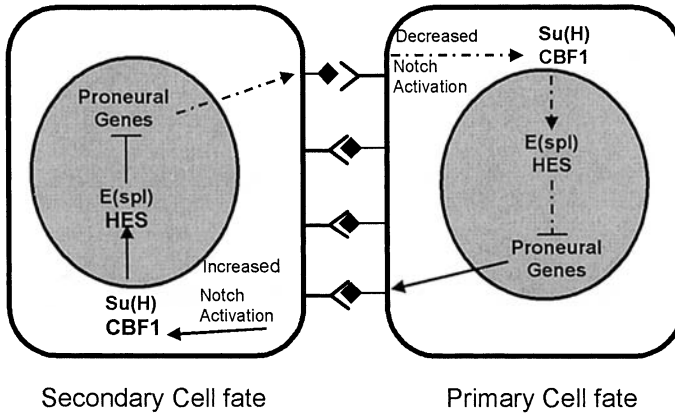 Proneural
Genes
E(spl)
HES
Increased
Su(H)
CBF1
Notch
Activation
Decreased
Notch
Activation
Su(H)
CBF1
E(spl)
HES
Proneural
Genes
Secondary Cell fate
Primary Cell fate